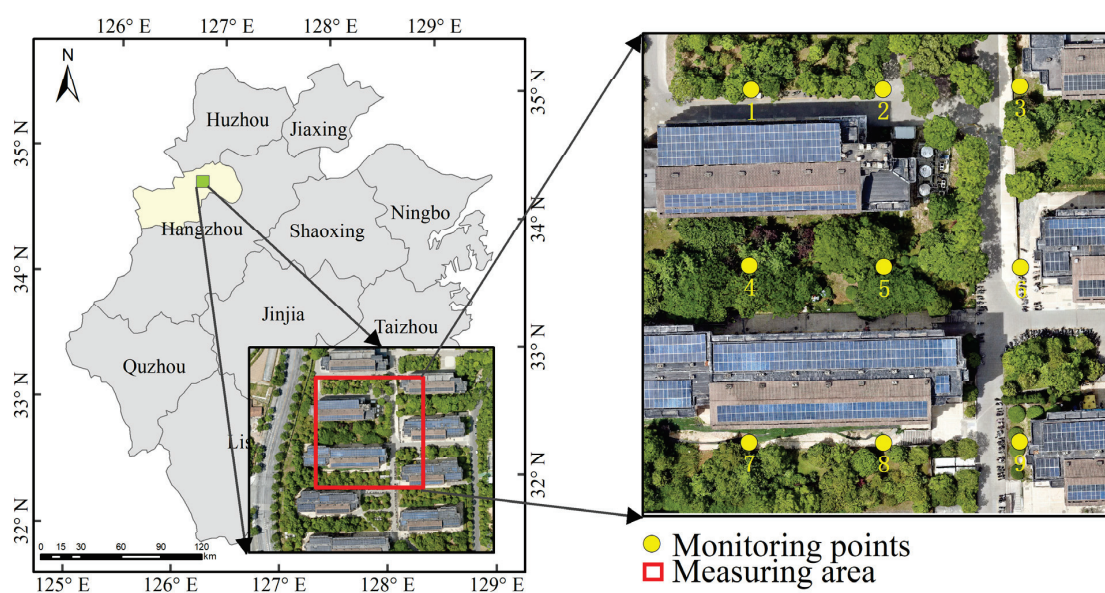 126° E 127° E 128° E 129° E
N
35° N
35° N
34° N
34° N
33° N
33° N
32° N
32° N
Huzhou
Jiaxing
Hangzhou
Shaoxing
Ningbo
Jinjia
Taizhou
Quzhou
Lis
0 15 30 60 90 120
km
125° E 126° E 127° E 128° E 129° E
1 2 3
4 5 6
7 8 9
Monitoring points
Measuring area